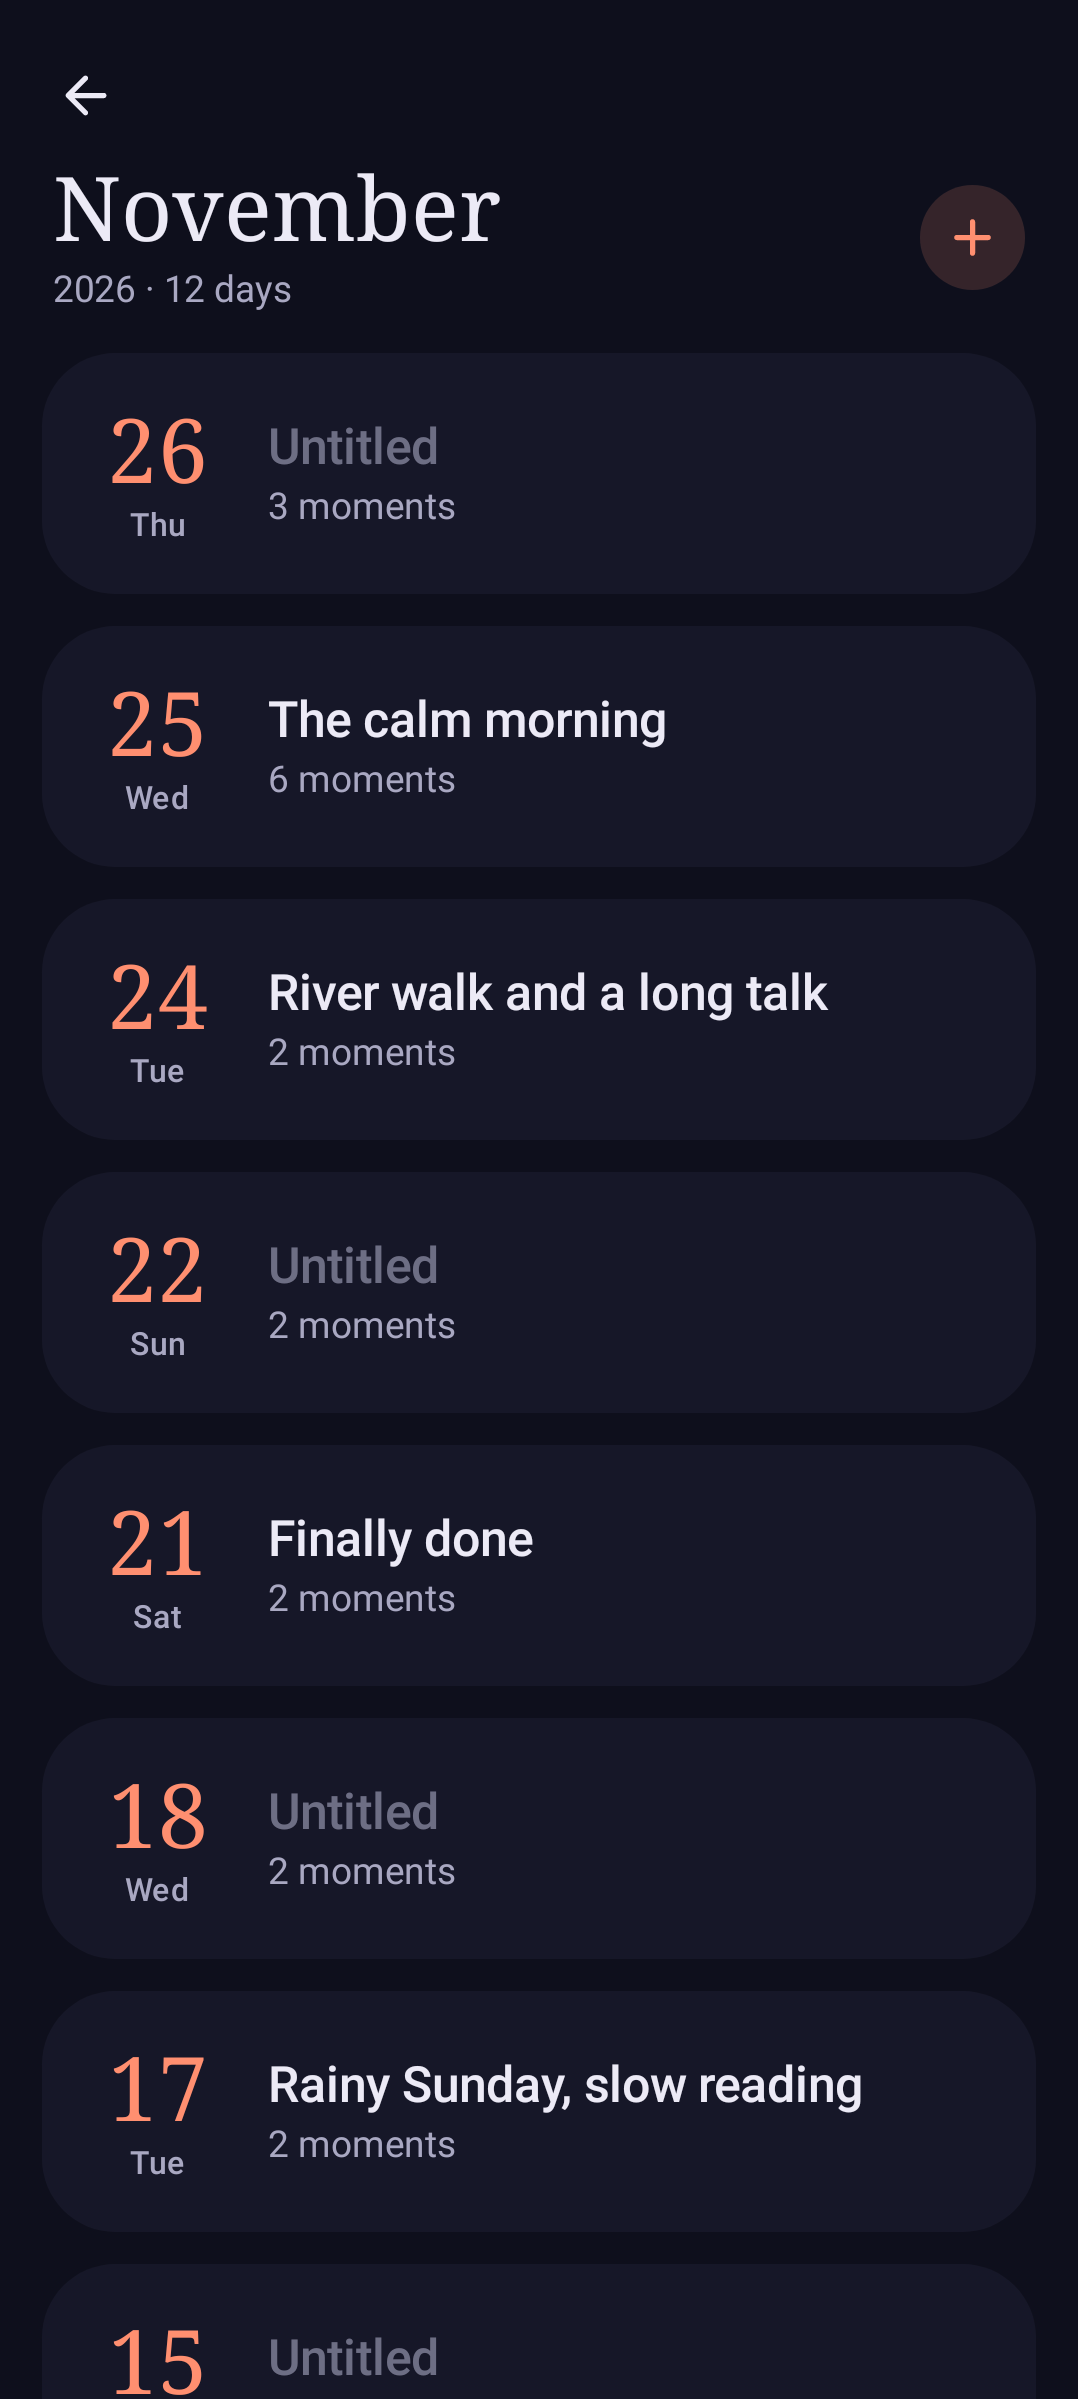 November
2026 · 12 days
26
Thu
Untitled
3 moments
25
Wed
The calm morning
6 moments
24
Tue
River walk and a long talk
2 moments
22
Sun
Untitled
2 moments
21
Sat
Finally done
2 moments
18
Wed
Untitled
2 moments
17
Tue
Rainy Sunday, slow reading
2 moments
15
Untitled